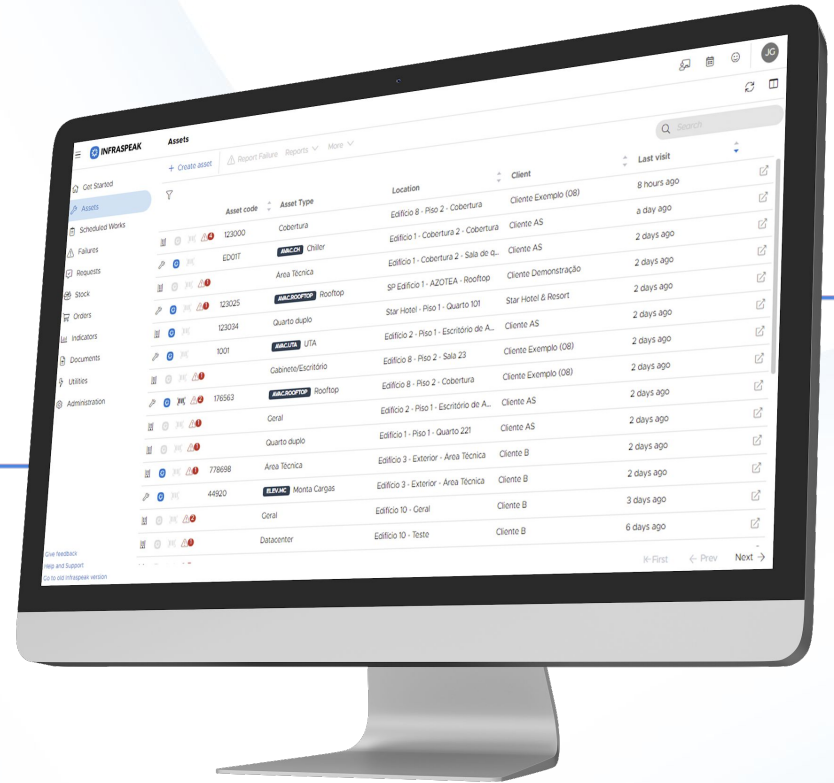 JG
INFRASPEAK
Assets
+ Create asset Report Failure Reports More
Search
Get Started
Assets
Scheduled Works
Failures
Requests
Stock
Orders
Indicators
Documents
Utilities
Administration
Asset code Asset Type Location Client Last visit
4 123000 Cobertura Edifício 8 - Piso 2 - Cobertura Cliente Exemplo (08) 8 hours ago
ED01T AVAC.CH Chiller Edifício 1 - Cobertura 2 - Cobertura Cliente AS a day ago
1 Área Técnica Edifício 1 - Cobertura 2 - Sala de q... Cliente AS 2 days ago
1 123025 AVAC.ROOFTOP Rooftop SP Edifício 1 - AZOTEA - Rooftop Cliente Demonstração 2 days ago
123034 Quarto duplo Star Hotel - Piso 1 - Quarto 101 Star Hotel & Resort 2 days ago
1001 AVAC.UTA UTA Edifício 2 - Piso 1 - Escritório de A... Cliente AS 2 days ago
1 Gabinete/Escritório Edifício 8 - Piso 2 - Sala 23 Cliente Exemplo (08) 2 days ago
2 176563 AVAC.ROOFTOP Rooftop Edifício 8 - Piso 2 - Cobertura Cliente Exemplo (08) 2 days ago
1 Geral Edifício 2 - Piso 1 - Escritório de A... Cliente AS 2 days ago
1 Quarto duplo Edifício 1 - Piso 1 - Quarto 221 Cliente AS 2 days ago
1 778698 Área Técnica Edifício 3 - Exterior - Área Técnica Cliente B 2 days ago
44920 ELEV.MC Monta Cargas Edifício 3 - Exterior - Área Técnica Cliente B 2 days ago
2 Geral Edifício 10 - Geral Cliente B 3 days ago
1 Datacenter Edifício 10 - Teste Cliente B 6 days ago
First Prev Next
Give feedback
Help and Support
Go to old Infraspeak version